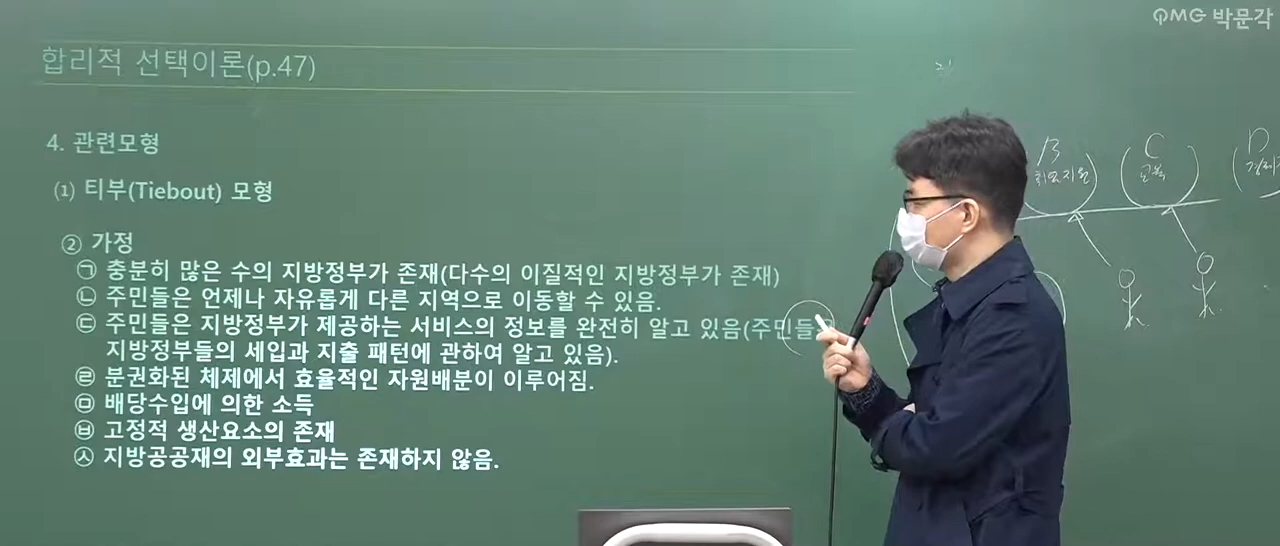 PMG 박문각
합리적 선택이론(p.47)
4. 관련모형
(1) 티부(Tiebout) 모형
② 가정
㉠ 충분히 많은 수의 지방정부가 존재(다수의 이질적인 지방정부가 존재)
㉡ 주민들은 언제나 자유롭게 다른 지역으로 이동할 수 있음.
㉢ 주민들은 지방정부가 제공하는 서비스의 정보를 완전히 알고 있음(주민들
지방정부들의 세입과 지출 패턴에 관하여 알고 있음).
㉣ 분권화된 체제에서 효율적인 자원배분이 이루어짐.
㉤ 배당수입에 의한 소득
㉥ 고정적 생산요소의 존재
㉦ 지방공공재의 외부효과는 존재하지 않음.
B
C
D